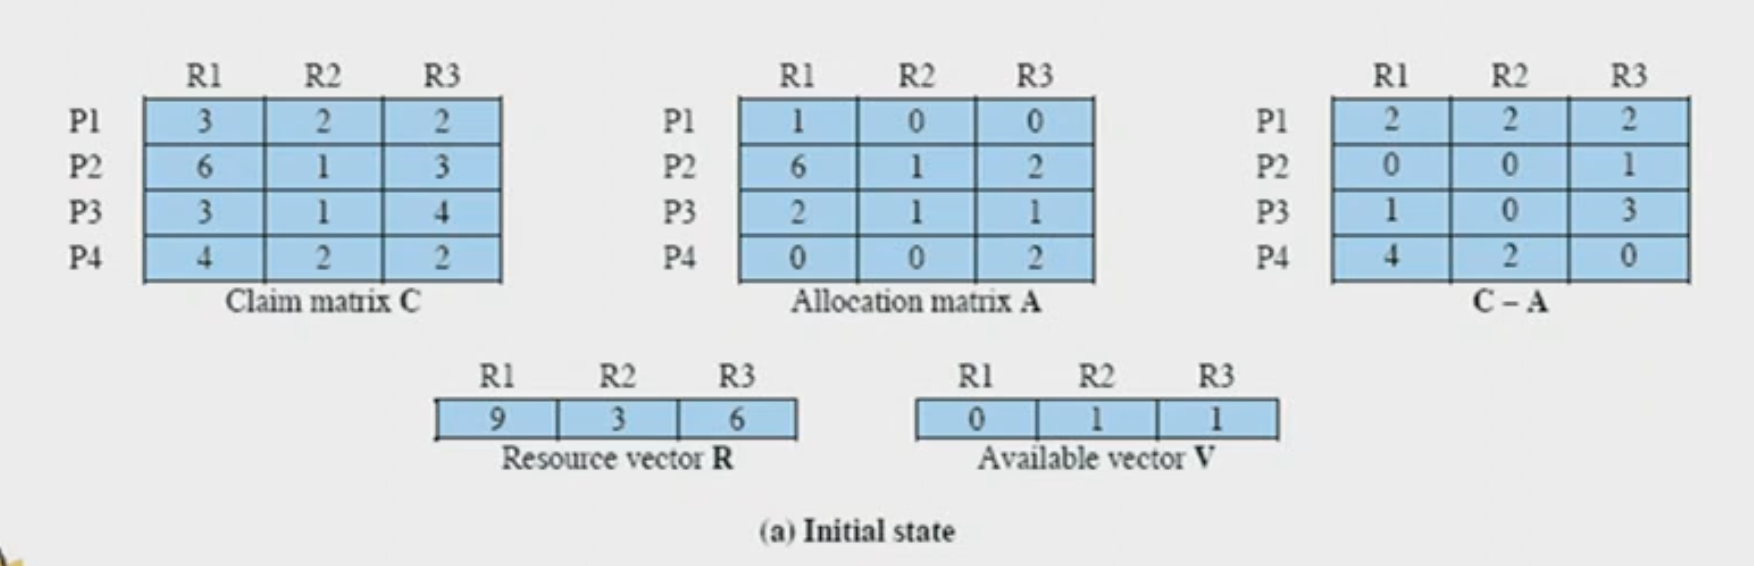 R1 R2 R3 R1 R2 R3 R1 R2 R3
P1 3 2 2 P1 1 0 0 P1 2 2 2
P2 6 1 3 P2 6 1 2 P2 0 0 1
P3 3 1 4 P3 2 1 1 P3 1 0 3
P4 4 2 2 P4 0 0 2 P4 4 2 0
Claim matrix C Allocation matrix A C – A
R1 R2 R3 R1 R2 R3
9 3 6 0 1 1
Resource vector R Available vector V
(a) Initial state